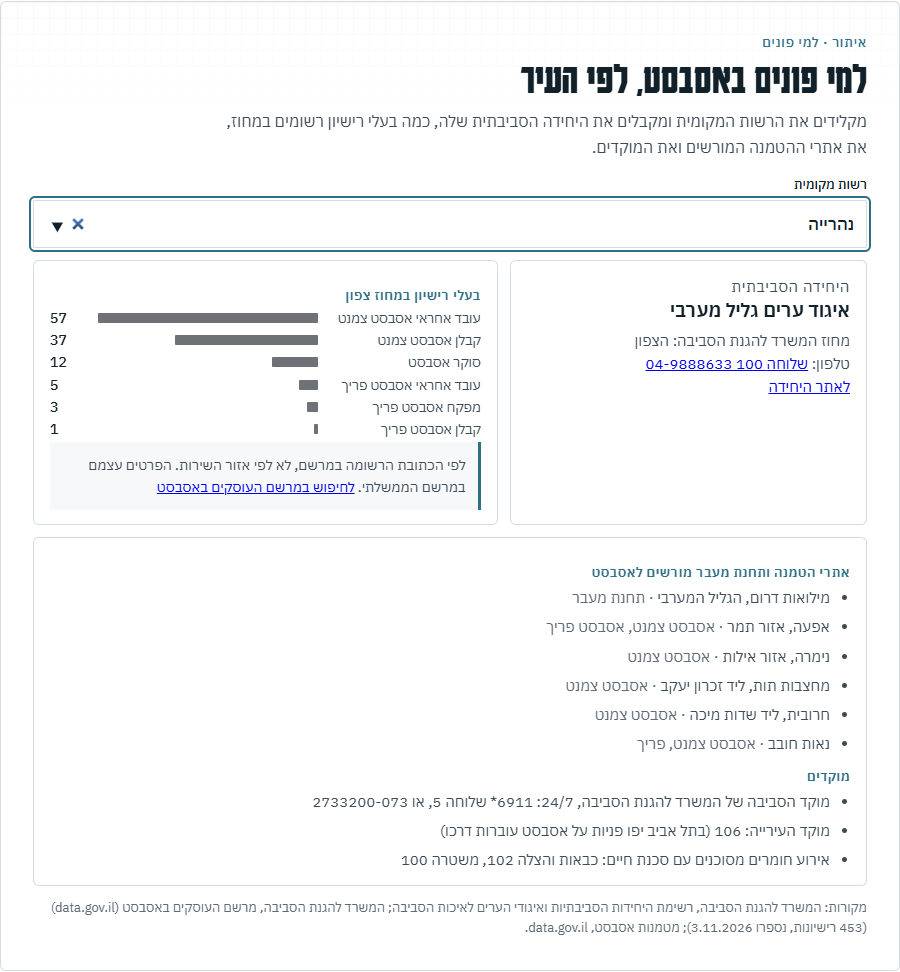 איתור · למי פונים
למי פונים באסבסט, לפי העיר
מקלידים את הרשות המקומית ומקבלים את היחידה הסביבתית שלה, כמה בעלי רישיון רשומים במחוז,
את אתרי ההטמנה המורשים ואת המוקדים.
רשות מקומית
נהרייה
היחידה הסביבתית
איגוד ערים גליל מערבי
מחוז המשרד להגנת הסביבה: הצפון
טלפון: 04-9888633 שלוחה 100
לאתר היחידה
בעלי רישיון במחוז צפון
עובד אחראי אסבסט צמנט 57
קבלן אסבסט צמנט 37
סוקר אסבסט 12
עובד אחראי אסבסט פריך 5
מפקח אסבסט פריך 3
קבלן אסבסט פריך 1
לפי הכתובת הרשומה במרשם, לא לפי אזור השירות. הפרטים עצמם
במרשם הממשלתי. לחיפוש במרשם העוסקים באסבסט
אתרי הטמנה ותחנת מעבר מורשים לאסבסט
מילואות דרום, הגליל המערבי · תחנת מעבר
אפעה, אזור תמר · אסבסט צמנט, אסבסט פריך
נימרה, אזור אילות · אסבסט צמנט
מחצבות תות, ליד זכרון יעקב · אסבסט צמנט
חרובית, ליד שדות מיכה · אסבסט צמנט
נאות חובב · אסבסט צמנט, פריך
מוקדים
מוקד הסביבה של המשרד להגנת הסביבה, 24/7: 6911* שלוחה 5, או 2733200-073
מוקד העירייה: 106 (בתל אביב יפו פניות על אסבסט עוברות דרכו)
אירוע חומרים מסוכנים עם סכנת חיים: כבאות והצלה 102, משטרה 100
מקורות: המשרד להגנת הסביבה, רשימת היחידות הסביבתיות ואיגודי הערים לאיכות הסביבה; המשרד להגנת הסביבה, מרשם העוסקים באסבסט (data.gov.il)
(453 רישיונות, נספרו 3.11.2026); מטמנות אסבסט, data.gov.il.